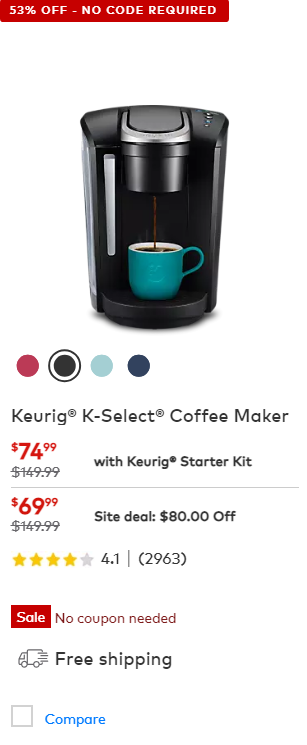 53% OFF - NO CODE REQUIRED
Keurig® K-Select® Coffee Maker
$74.99
$149.99
with Keurig® Starter Kit
$69.99
$149.99
Site deal: $80.00 Off
4.1 | (2963)
Sale No coupon needed
Free shipping
Compare